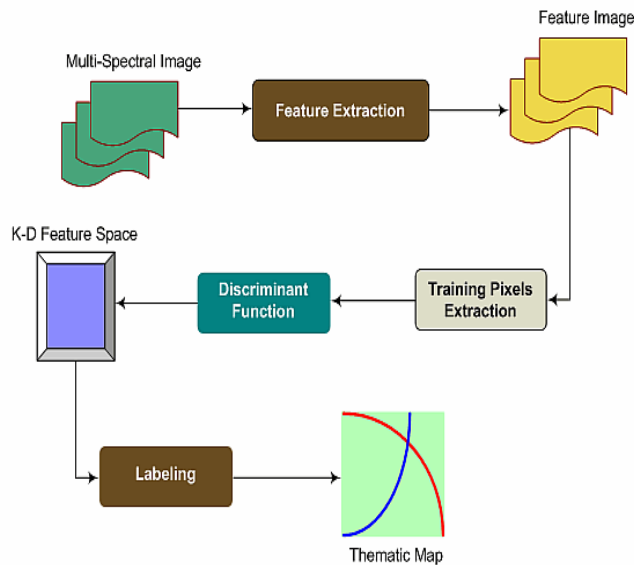 Feature Image
Multi-Spectral Image
Feature Extraction
K-D Feature Space
Discriminant
Function
Training Pixels
Extraction
Labeling
Thematic Map